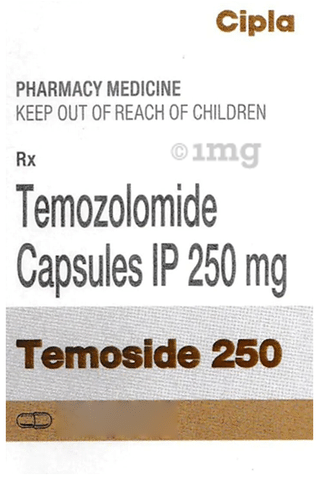 Cipla
PHARMACY MEDICINE
KEEP OUT OF REACH OF CHILDREN
©1mg
Rx
Temozolomide
Capsules IP 250 mg
Temoside 250